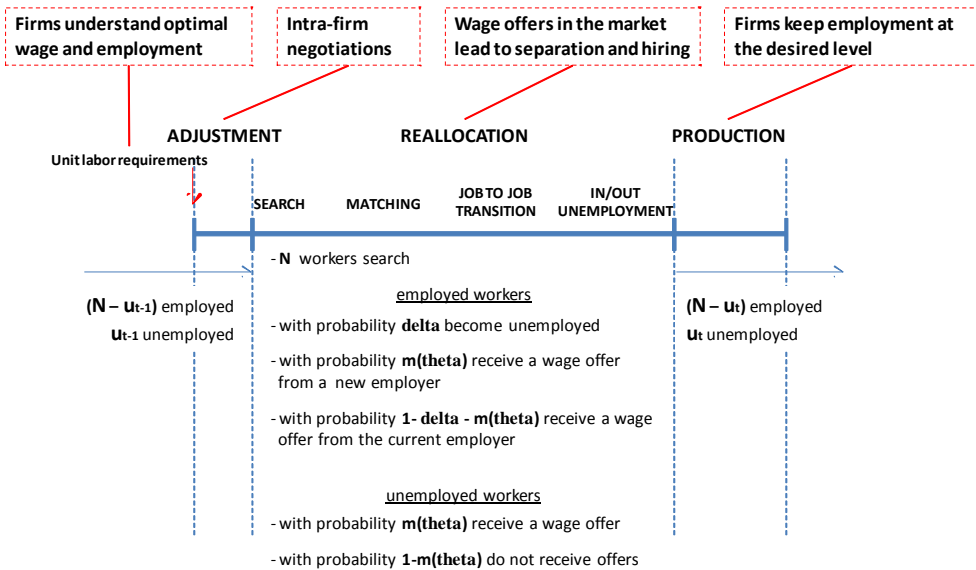 Firms understand optimal
wage and employment
Intra-firm
negotiations
Wage offers in the market
lead to separation and hiring
Firms keep employment at
the desired level
ADJUSTMENT
REALLOCATION
PRODUCTION
Unit labor requirements
SEARCH
MATCHING
JOB TO JOB
TRANSITION
IN/OUT
UNEMPLOYMENT
- N workers search
employed workers
- with probability delta become unemployed
- with probability m(theta) receive a wage offer
from a new employer
- with probability 1- delta - m(theta) receive a wage
offer from the current employer
unemployed workers
- with probability m(theta) receive a wage offer
- with probability 1-m(theta) do not receive offers
(N – ut-1) employed
ut-1 unemployed
(N – ut) employed
ut unemployed